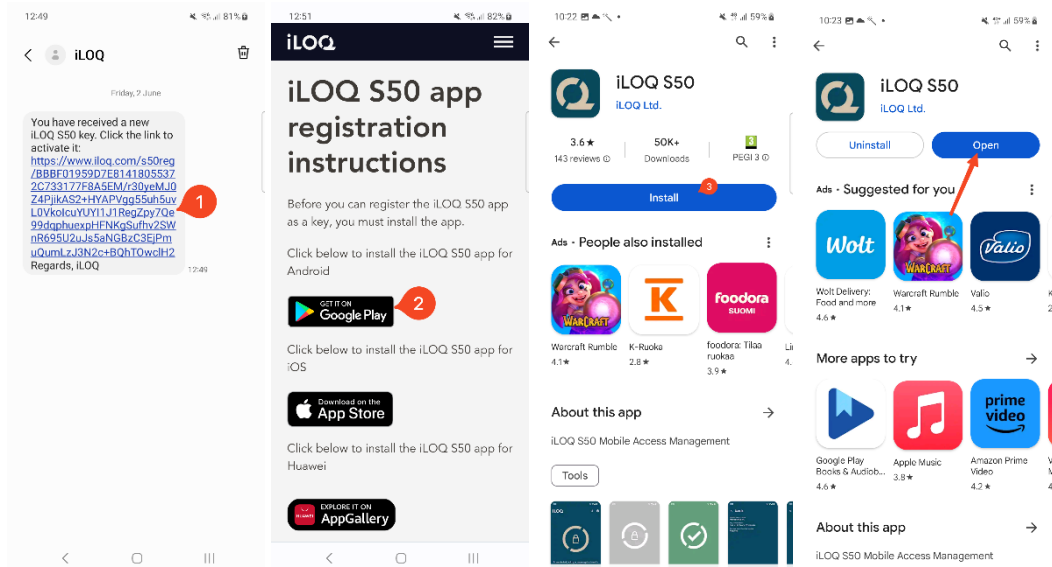 12:49
81%
iLOQ
Friday, 2 June
You have received a new
iLOQ S50 key. Click the link to
activate it:
https://www.iloq.com/s50reg
/BBBF01959D7E8141805537
2C733177F8A5EM/r30yeMJ0
Z4PjikAS2+HYAPVgg55uh5uv
L0VkoIcuYUYI1J1RegZpy7Qe
99dqphuexpHFNKgSufhv2SW
nR695U2uJs5aNGBzC3EjPm
uQumLzJ3N2c+BQhTOwclH2
Regards, iLOQ
12:49
1
12:51
82%
iLOQ
iLOQ S50 app
registration
instructions
Before you can register the iLOQ S50 app
as a key, you must install the app.
Click below to install the iLOQ S50 app for
Android
GET IT ON
Google Play
2
Click below to install the iLOQ S50 app for
iOS
Download on the
App Store
Click below to install the iLOQ S50 app for
Huawei
HUAWEI
EXPLORE IT ON
AppGallery
10:22
59%
iLOQ S50
iLOQ Ltd.
3.6★
143 reviews
50K+
Downloads
3
PEGI 3
Install
3
Ads · People also installed
WARCRAFT
K
foodora
SUOMI
Warcraft Rumble
4.1★
K-Ruoka
2.8★
foodora: Tilaa
ruokaa
3.9★
Li
4.
About this app
iLOQ S50 Mobile Access Management
Tools
iLOQ
10:23
59%
iLOQ S50
iLOQ Ltd.
Uninstall
Open
Ads · Suggested for you
Wolt
WARCRAFT
Valio
Wolt Delivery:
Food and more
4.6★
Warcraft Rumble
4.1★
Valio
4.5★
K
2
More apps to try
prime
video
Google Play
Books & Audiob...
4.6★
Apple Music
3.8★
Amazon Prime
Video
4.2★
4
About this app
iLOQ S50 Mobile Access Management